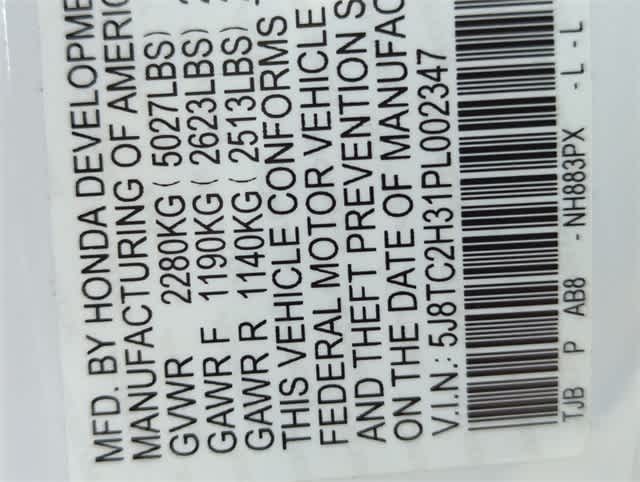 MFD. BY HONDA DEVELOPME
MANUFACTURING OF AMERIC
GVWR 2280KG ( 5027LBS)
GAWR F 1190KG ( 2623LBS)
GAWR R 1140KG ( 2513LBS)
THIS VEHICLE CONFORMS
FEDERAL MOTOR VEHICLE
AND THEFT PREVENTION S
ON THE DATE OF MANUFAC
V.I.N.: 5J8TC2H31PL002347
TJB P AB8 - NH883PX - L - L